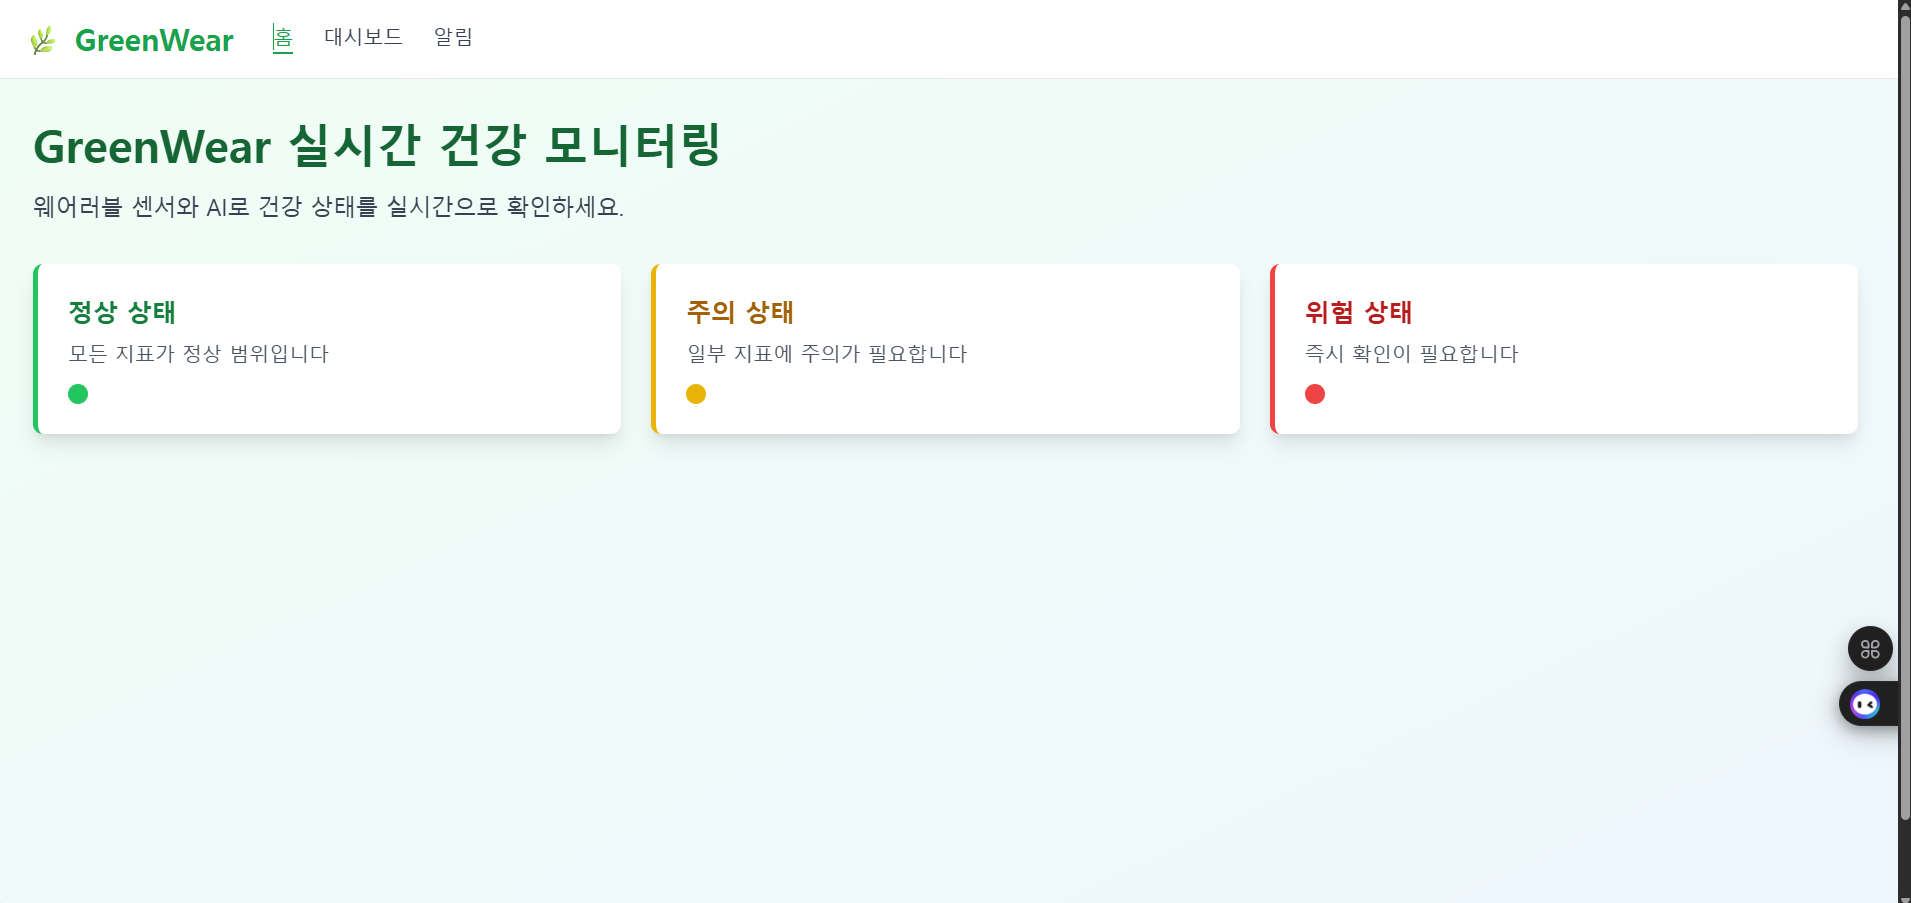 GreenWear 홈 대시보드 알림
GreenWear 실시간 건강 모니터링
웨어러블 센서와 AI로 건강 상태를 실시간으로 확인하세요.
정상 상태
모든 지표가 정상 범위입니다
주의 상태
일부 지표에 주의가 필요합니다
위험 상태
즉시 확인이 필요합니다